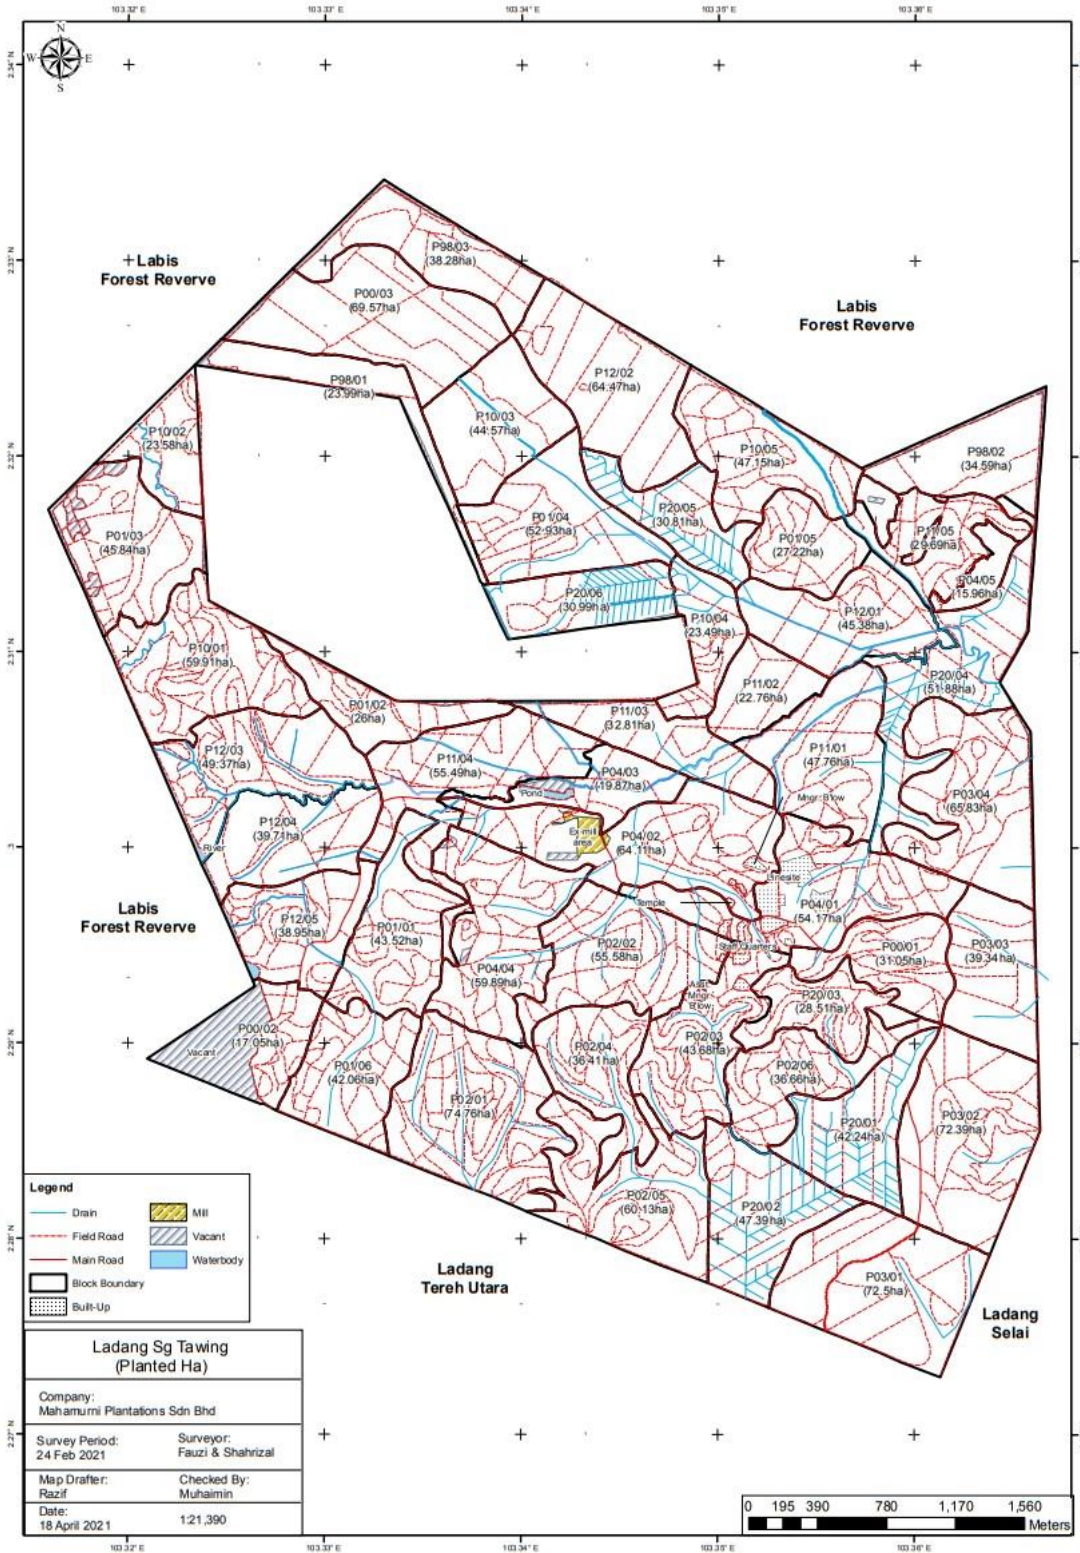 103.32° E
103.33° E
103.34° E
103.35° E
103.36° E
N
W
E
S
2.34° N
2.33° N
2.32° N
2.31° N
2.29° N
2.28° N
2.27° N
Labis
Forest Reverve
Labis
Forest Reverve
P98/03
(38.28ha)
P00/03
(69.57ha)
P98/01
(23.99ha)
P12/02
(64.47ha)
P10/03
(44.57ha)
P10/02
(23.58ha)
P10/05
(47.15ha)
P98/02
(34.59ha)
P01/03
(45.84ha)
P01/04
(52.93ha)
P20/05
(30.81ha)
P01/05
(27.22ha)
P11/05
(29.69ha)
P04/05
(15.96ha)
P20/06
(30.99ha)
P10/04
(23.49ha)
P12/01
(45.38ha)
P10/01
(59.91ha)
P11/02
(22.76ha)
P20/04
(51.88ha)
P01/02
(26ha)
P11/03
(32.81ha)
P12/03
(49.37ha)
P11/04
(55.49ha)
P04/03
(19.87ha)
P11/01
(47.76ha)
P03/04
(65.83ha)
Pond
Mngr. B'low
P12/04
(39.71ha)
River
Ex-mill
area
P04/02
(64.11ha)
Linesite
Labis
Forest Reverve
P12/05
(38.95ha)
P01/01
(43.52ha)
Temple
P04/01
(54.17ha)
P02/02
(55.58ha)
Staff Quarters
P00/01
(31.05ha)
P03/03
(39.34ha)
P04/04
(59.89ha)
Asst.
Mngr.
B'low
P20/03
(28.51ha)
P00/02
(17.05ha)
Vacant
P01/06
(42.06ha)
P02/04
(36.41ha)
P02/03
(43.68ha)
P02/06
(36.66ha)
P02/01
(74.76ha)
P20/01
(42.24ha)
P03/02
(72.39ha)
P02/05
(60.13ha)
P20/02
(47.39ha)
P03/01
(72.5ha)
Ladang
Tereh Utara
Ladang
Selai
Legend
Drain
Field Road
Main Road
Block Boundary
Built-Up
Mill
Vacant
Waterbody
Ladang Sg Tawing
(Planted Ha)
Company:
Mahamurni Plantations Sdn Bhd
Survey Period:
24 Feb 2021
Surveyor:
Fauzi & Shahrizal
Map Drafter:
Razif
Checked By:
Muhaimin
Date:
18 April 2021
1:21,390
0 195 390 780 1,170 1,560
Meters
103.32° E
103.33° E
103.34° E
103.35° E
103.36° E